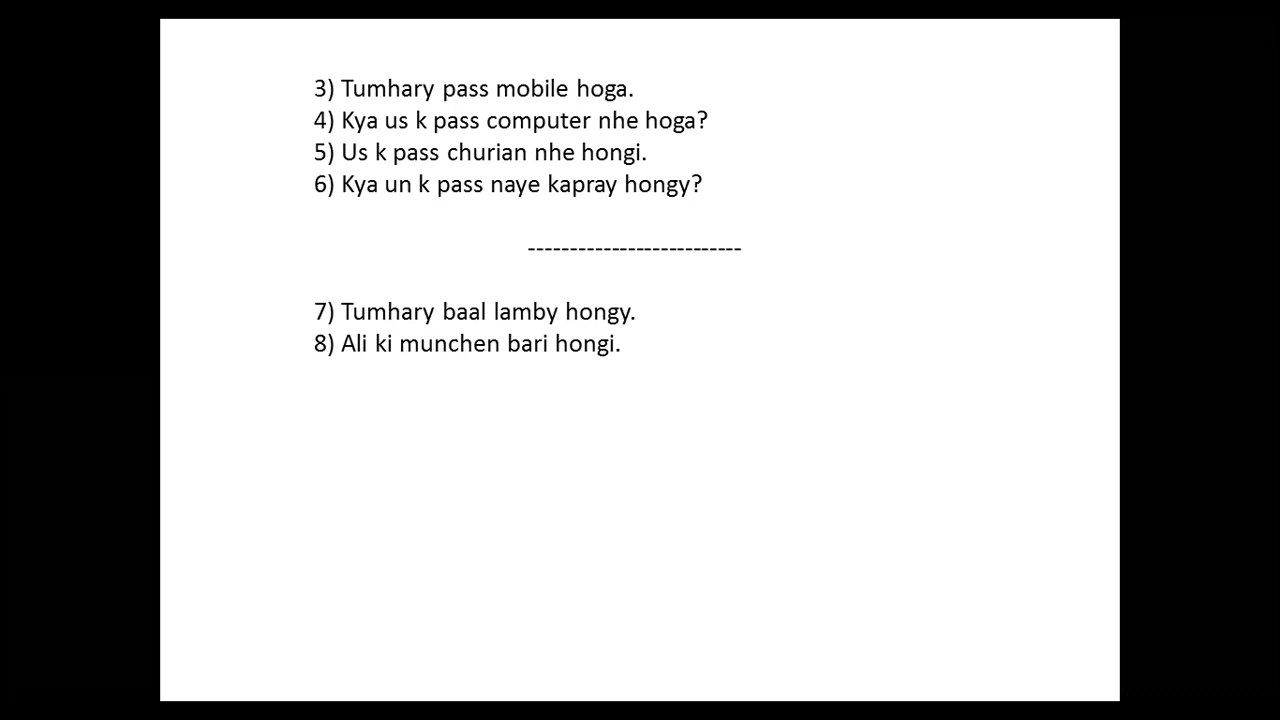 3) Tumhary pass mobile hoga.
4) Kya us k pass computer nhe hoga?
5) Us k pass churian nhe hongi.
6) Kya un k pass naye kapray hongy?
--------------------------
7) Tumhary baal lamby hongy.
8) Ali ki munchen bari hongi.